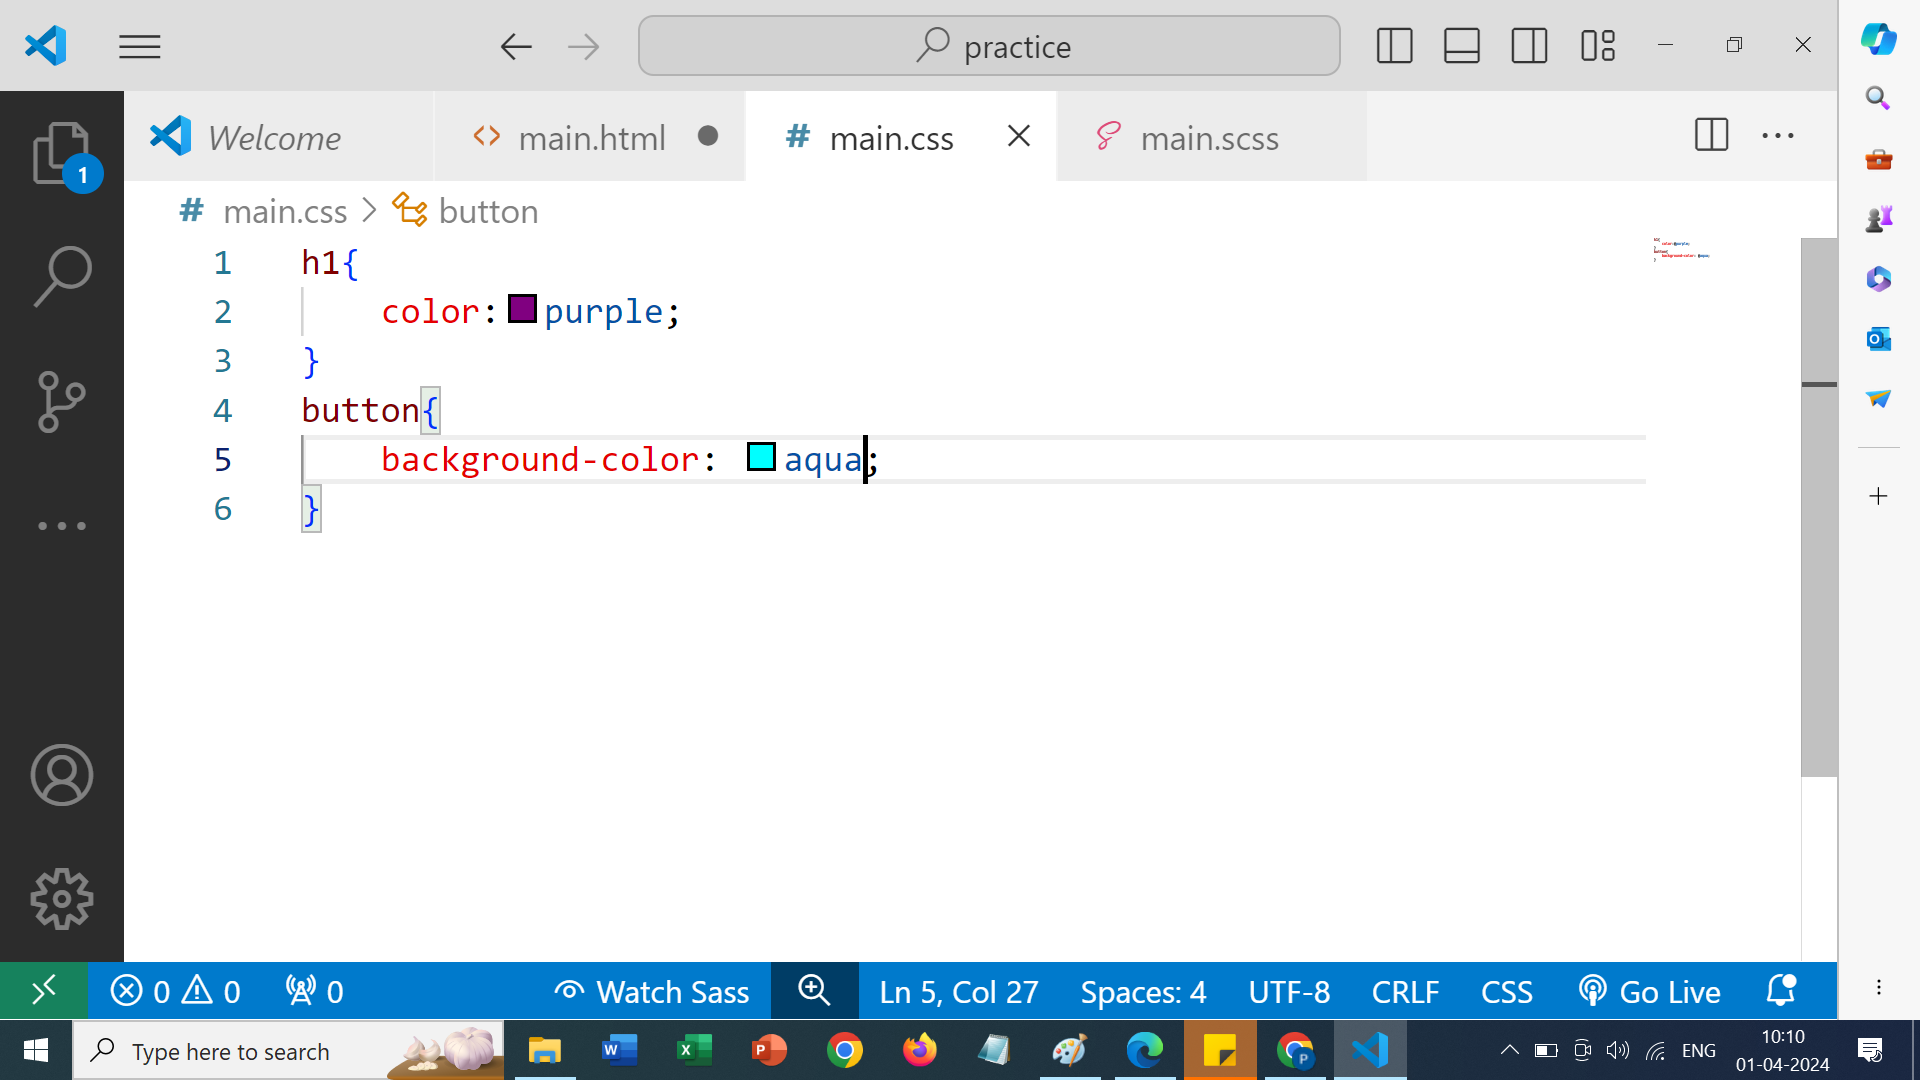 practice
Welcome
main.html
main.css
main.scss
1
# main.css > button
1 h1{
2 color: purple;
3 }
4 button{
5 background-color: aqua;
6 }
0 0 0 Watch Sass Ln 5, Col 27 Spaces: 4 UTF-8 CRLF CSS Go Live
Type here to search
ENG
10:10
01-04-2024